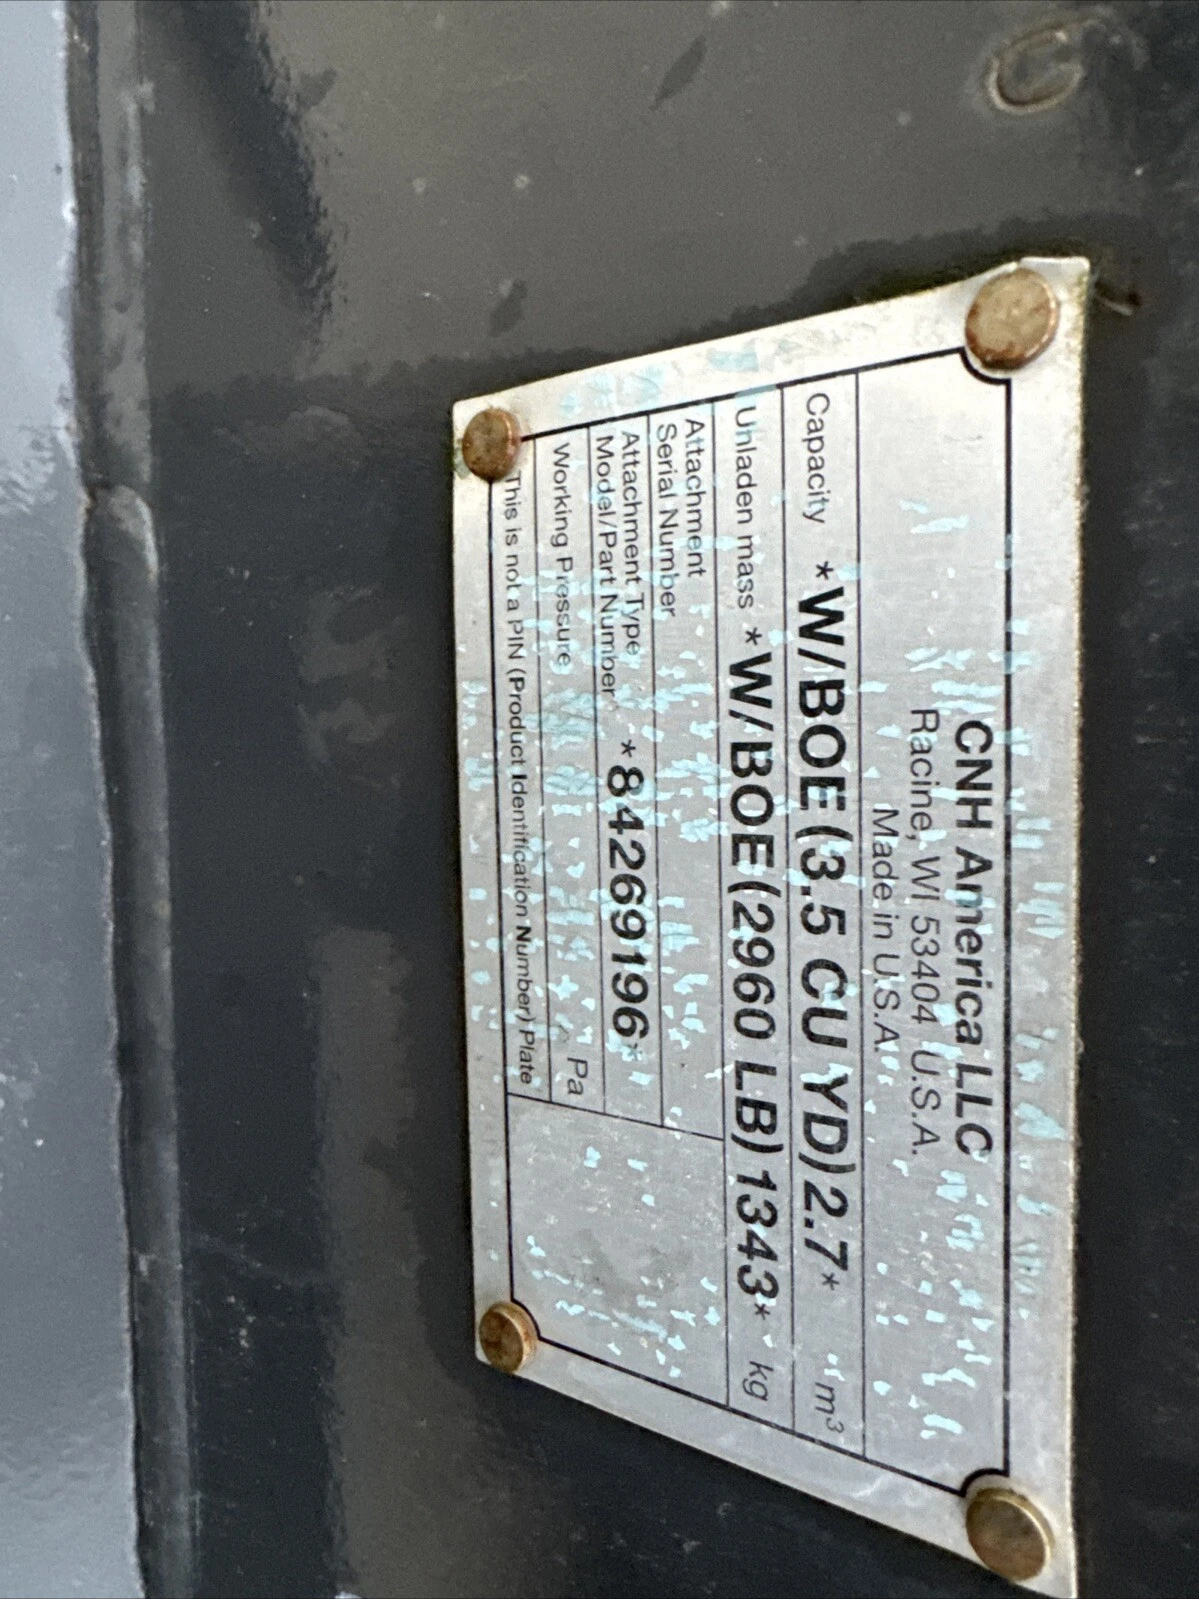 CNH America LLC
Racine, WI 53404 U.S.A.
Made in U.S.A.
Capacity *W/BOE(3.5 CU YD)2.7* m³
Unladen mass *W/BOE(2960 LB)1343* kg
Attachment
Serial Number
Attachment Type
Model/Part Number *84269196*
Working Pressure Pa
This is not a PIN (Product Identification Number) Plate